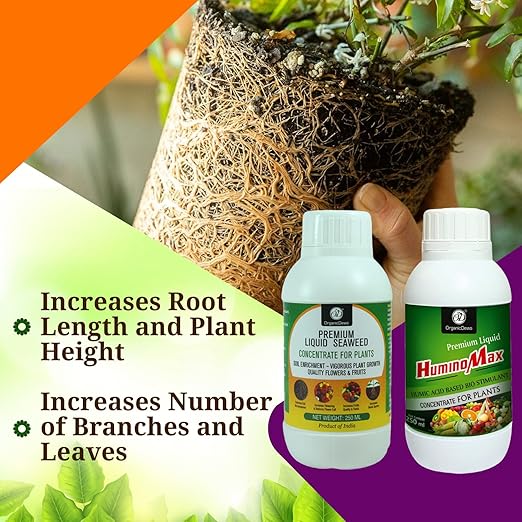 Increases Root
Length and Plant
Height
Increases Number
of Branches and
Leaves
OrganicDews
PREMIUM
LIQUID SEAWEED
CONCENTRATE FOR PLANTS
SOIL ENRICHMENT – VIGOROUS PLANT GROWTH
QUALITY FLOWERS & FRUITS
NET WEIGHT: 250 ML
Product of India
OrganicDews
Premium Liquid
HuminoMax
HUMIC ACID BASED BIO STIMULANT
CONCENTRATE FOR PLANTS
250 ml